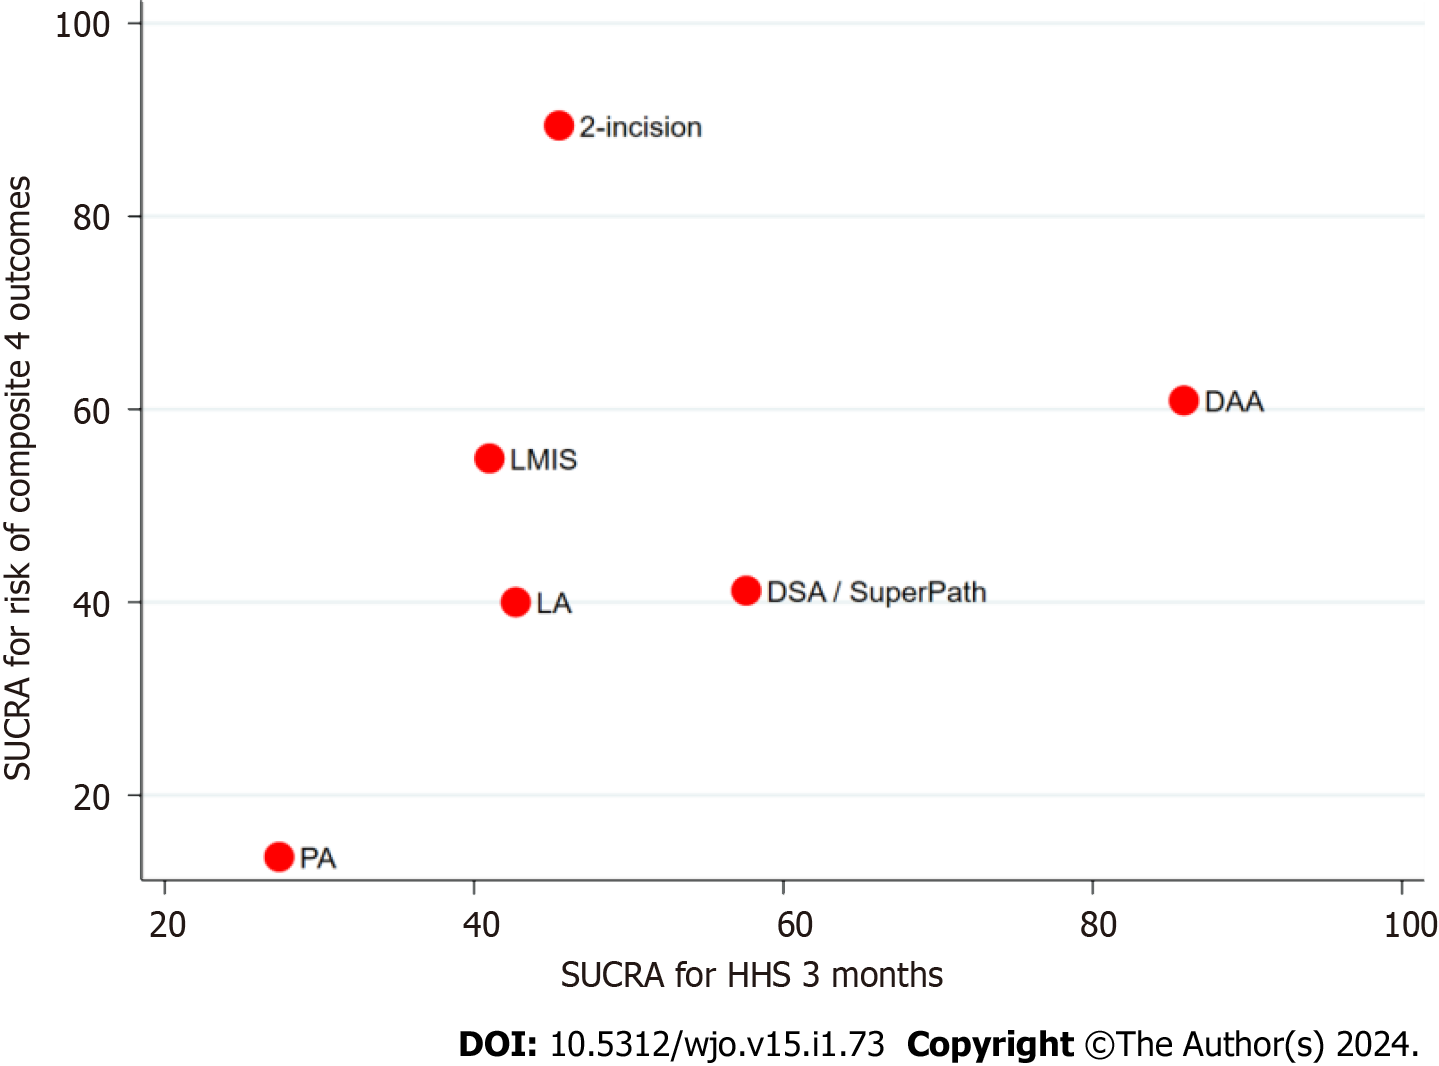 100
2-incision
80
SUCRA for risk of composite 4 outcomes
60
DAA
LMIS
40
LA
DSA / SuperPath
20
PA
20 40 60 80 100
SUCRA for HHS 3 months
DOI: 10.5312/wjo.v15.i1.73 Copyright ©The Author(s) 2024.